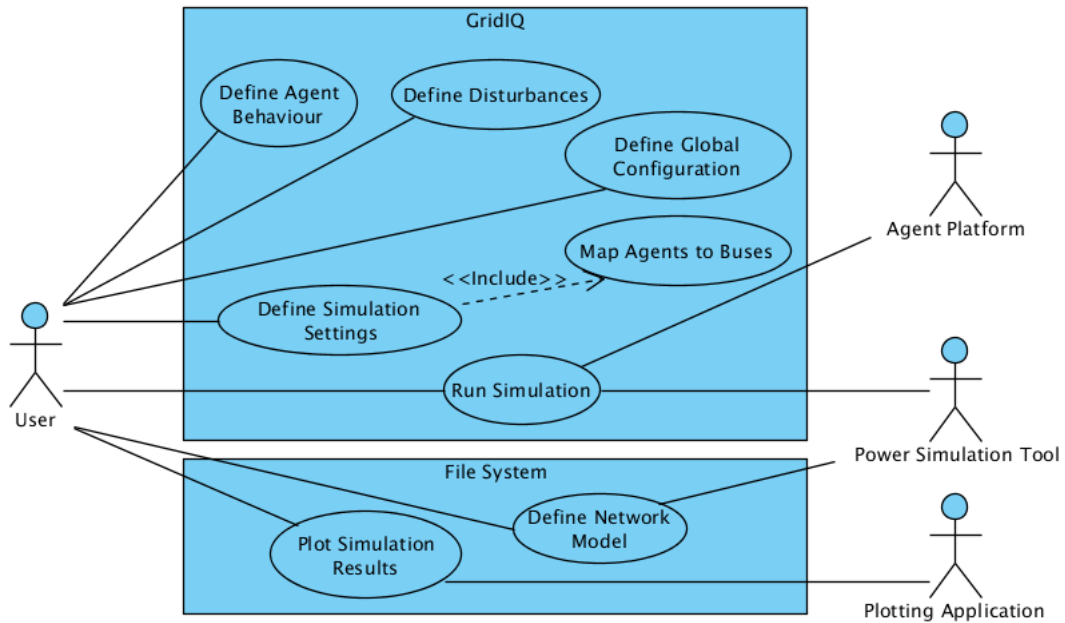 GridIQ
Define Agent
Behaviour
Define Disturbances
Define Global
Configuration
Map Agents to Buses
<<Include>>
Define Simulation
Settings
Run Simulation
User
Agent Platform
Power Simulation Tool
File System
Define Network
Model
Plot Simulation
Results
Plotting Application